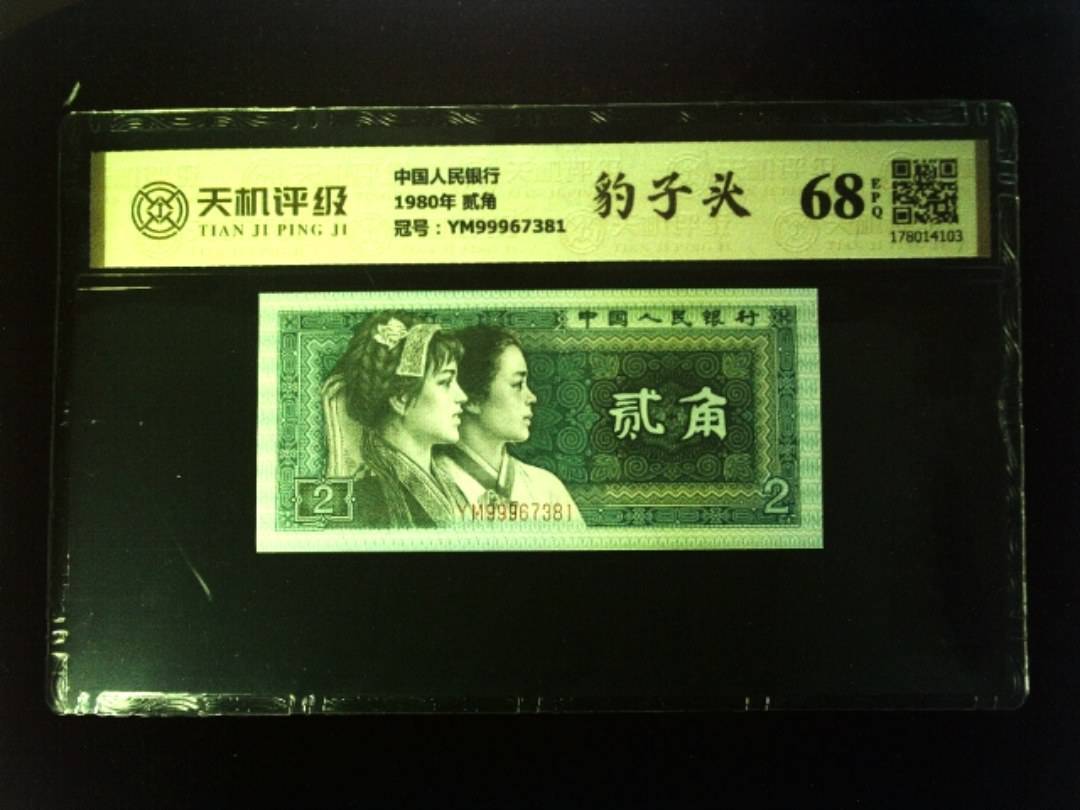 天机评级
TIAN JI PING JI
中国人民银行
1980年 贰角
冠号：YM99967381
豹子头
68
EPQ
178014103
中国人民银行
贰角
2
2
YM99967381